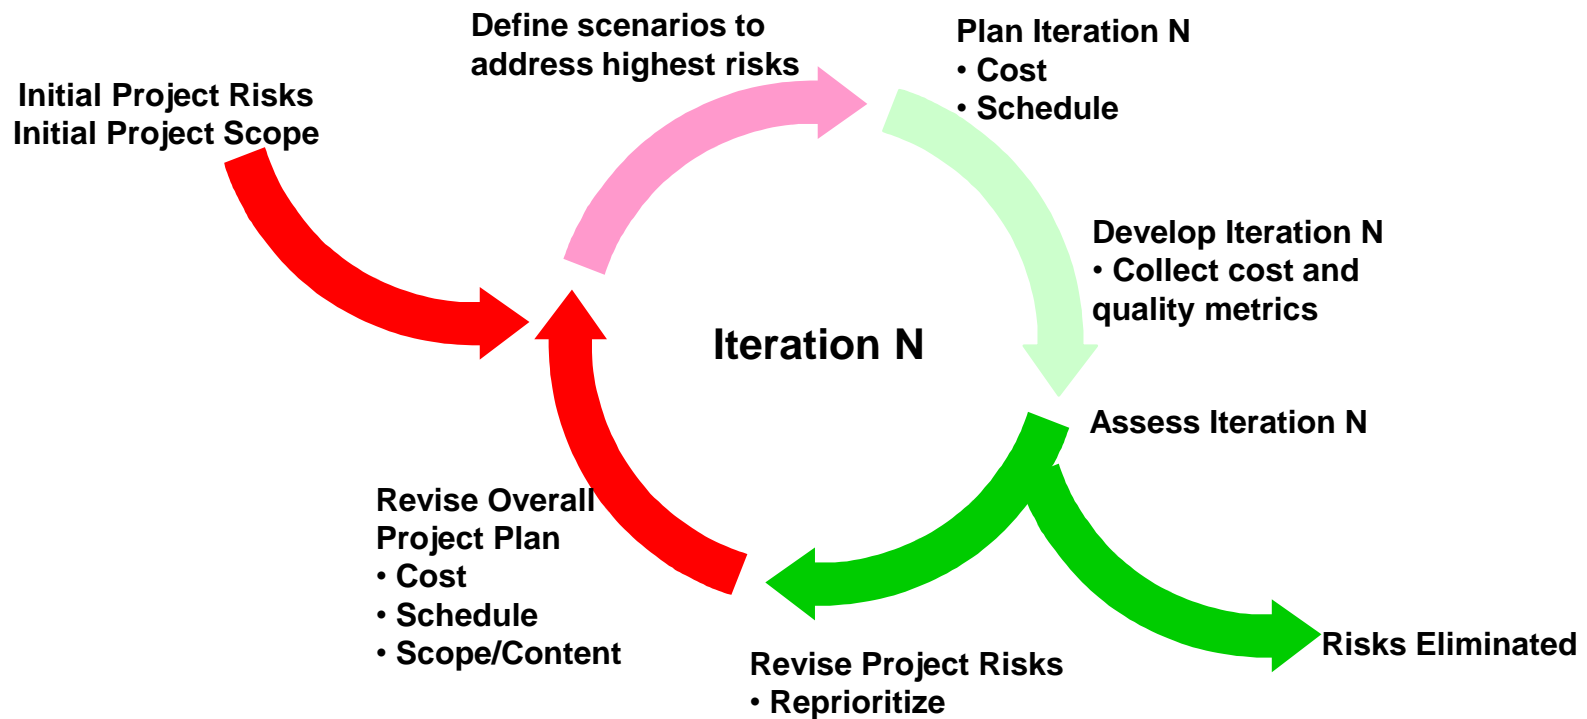 Initial Project Risks
Initial Project Scope
Define scenarios to
address highest risks
Plan Iteration N
• Cost
• Schedule
Develop Iteration N
• Collect cost and
quality metrics
Iteration N
Assess Iteration N
Revise Overall
Project Plan
• Cost
• Schedule
• Scope/Content
Revise Project Risks
• Reprioritize
Risks Eliminated